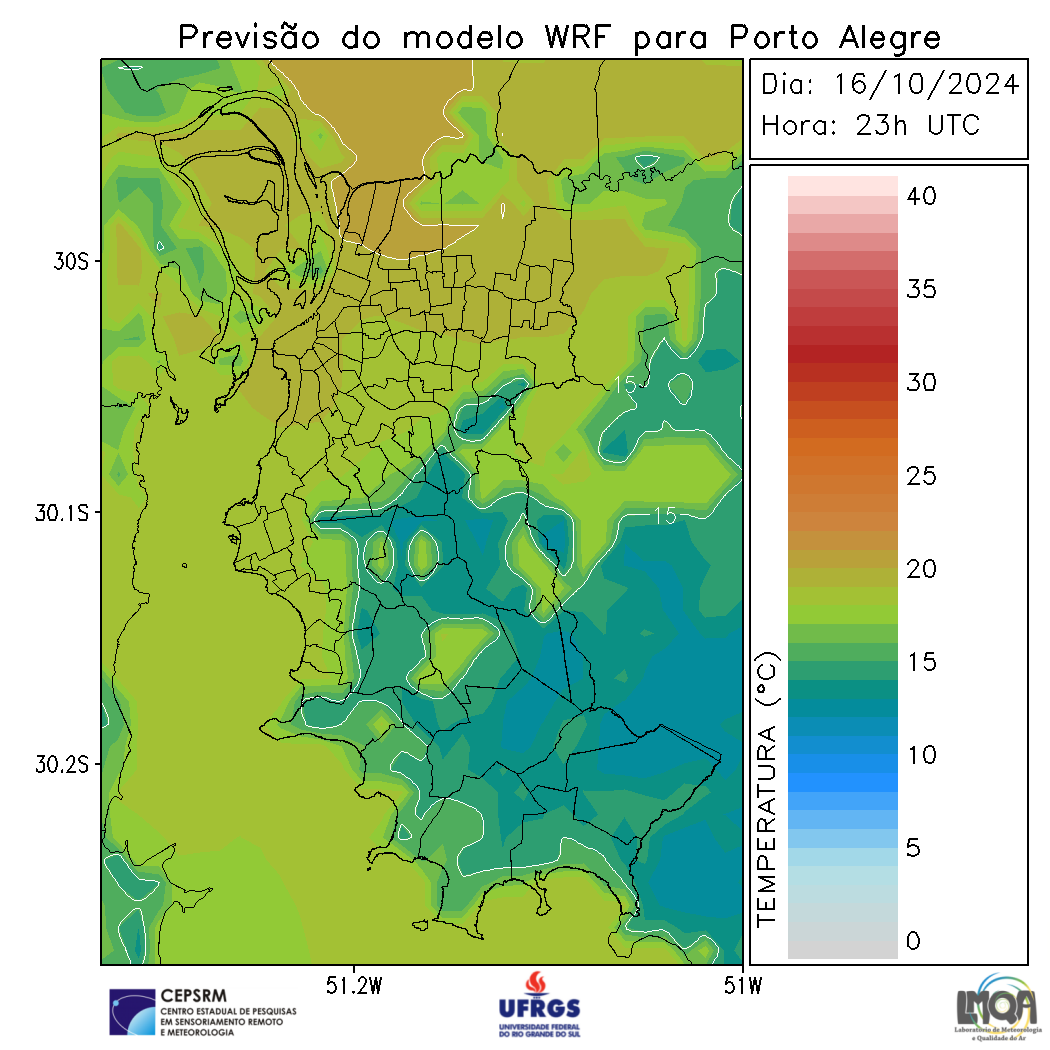 Previsão do modelo WRF para Porto Alegre
Dia: 16/10/2024
Hora: 23h UTC
30S
30.1S
30.2S
51.2W
51W
15
15
TEMPERATURA (°C)
40
35
30
25
20
15
10
5
0
CEPSRM
CENTRO ESTADUAL DE PESQUISAS
EM SENSORIAMENTO REMOTO
E METEOROLOGIA
UFRGS
UNIVERSIDADE FEDERAL
DO RIO GRANDE DO SUL
LMQA
Laboratório de Meteorologia
e Qualidade do Ar